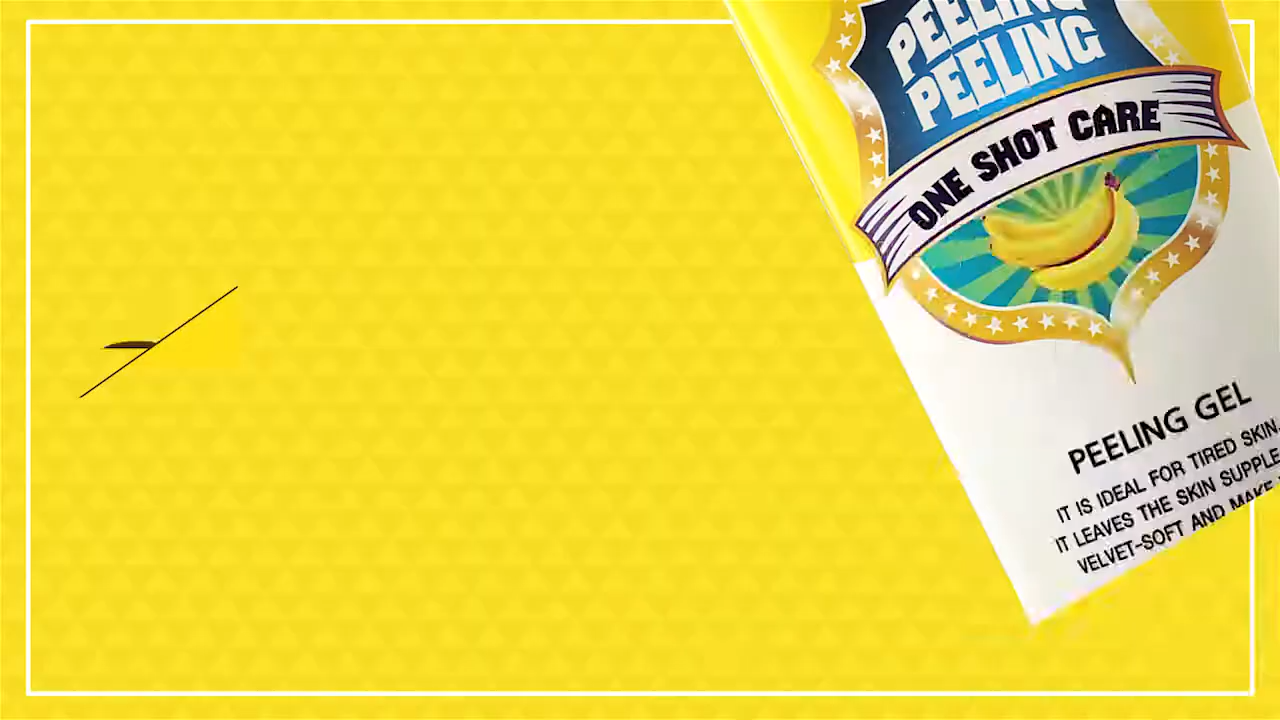 PEELING
PEELING
ONE SHOT CARE
PEELING GEL
IT IS IDEAL FOR TIRED SKIN.
IT LEAVES THE SKIN SUPPLE
VELVET-SOFT AND MAKE